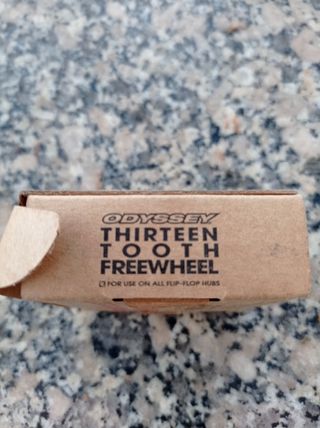 ODYSSEY
THIRTEEN
TOOTH
FREEWHEEL
FOR USE ON ALL FLIP-FLOP HUBS